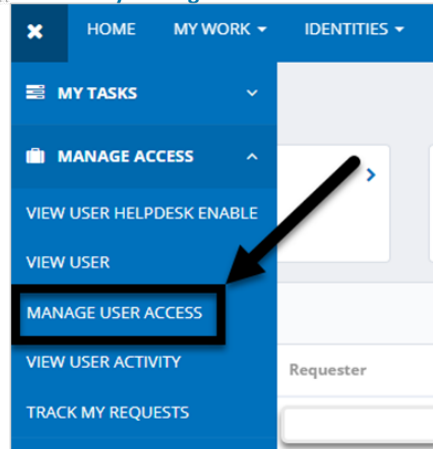 HOME MY WORK IDENTITIES
MY TASKS
MANAGE ACCESS
VIEW USER HELPDESK ENABLE
VIEW USER
MANAGE USER ACCESS
VIEW USER ACTIVITY
Requester
TRACK MY REQUESTS